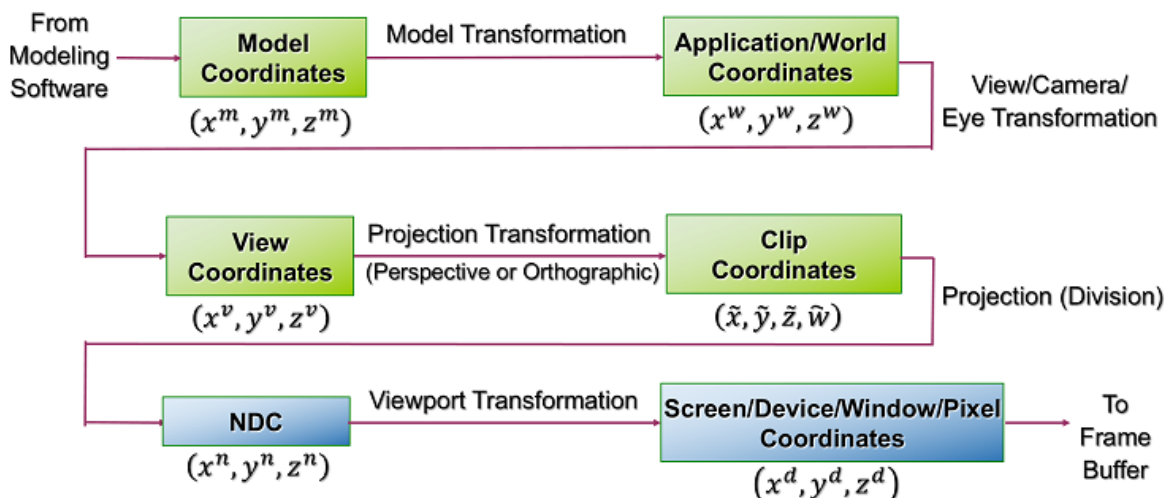 From
Modeling
Software
Model
Coordinates
(x^m, y^m, z^m)
Model Transformation
Application/World
Coordinates
(x^w, y^w, z^w)
View/Camera/
Eye Transformation
View
Coordinates
(x^v, y^v, z^v)
Projection Transformation
(Perspective or Orthographic)
Clip
Coordinates
(x̃, ỹ, z̃, w̃)
Projection (Division)
NDC
(x^n, y^n, z^n)
Viewport Transformation
Screen/Device/Window/Pixel
Coordinates
(x^d, y^d, z^d)
To
Frame
Buffer